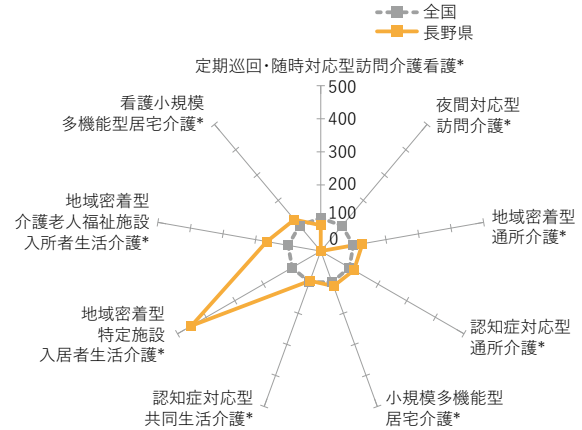 全国
長野県
定期巡回・随時対応型訪問介護看護*
500
400
300
200
100
0
夜間対応型
訪問介護*
地域密着型
通所介護*
認知症対応型
通所介護*
小規模多機能型
居宅介護*
認知症対応型
共同生活介護*
地域密着型
特定施設
入居者生活介護*
地域密着型
介護老人福祉施設
入所者生活介護*
看護小規模
多機能型居宅介護*